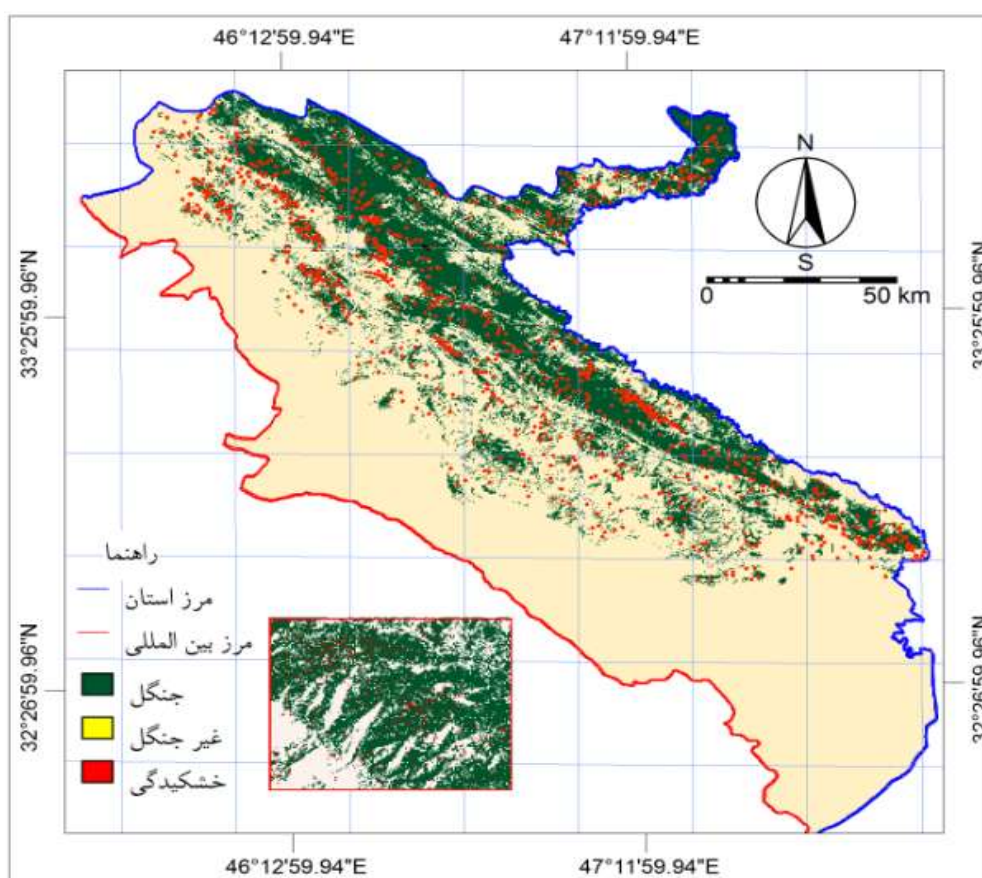 46°12'59.94"E
47°11'59.94"E
N
S
0
50 km
33°25'59.96"N
33°25'59.96"N
راهنما
مرز استان
مرز بین المللی
جنگل
غیر جنگل
خشکیدگی
32°26'59.96"N
32°26'59.96"N
46°12'59.94"E
47°11'59.94"E